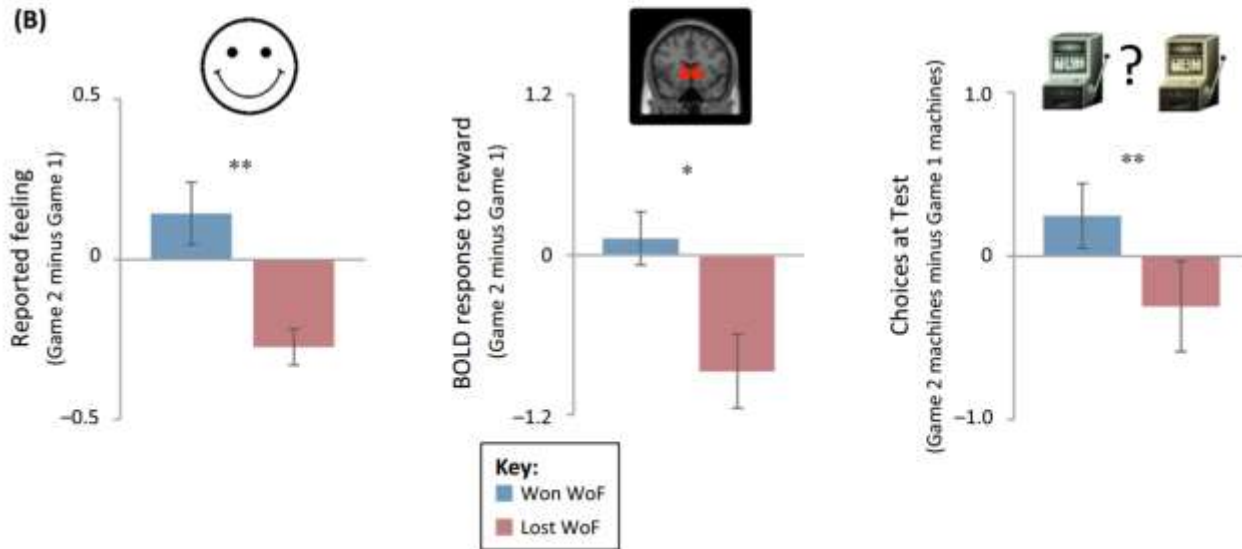 (B)
0.5
0
−0.5
Reported feeling
(Game 2 minus Game 1)
**
1.2
0
−1.2
BOLD response to reward
(Game 2 minus Game 1)
*
?
1.0
0
−1.0
Choices at Test
(Game 2 machines minus Game 1 machines)
**
Key:
Won WoF
Lost WoF